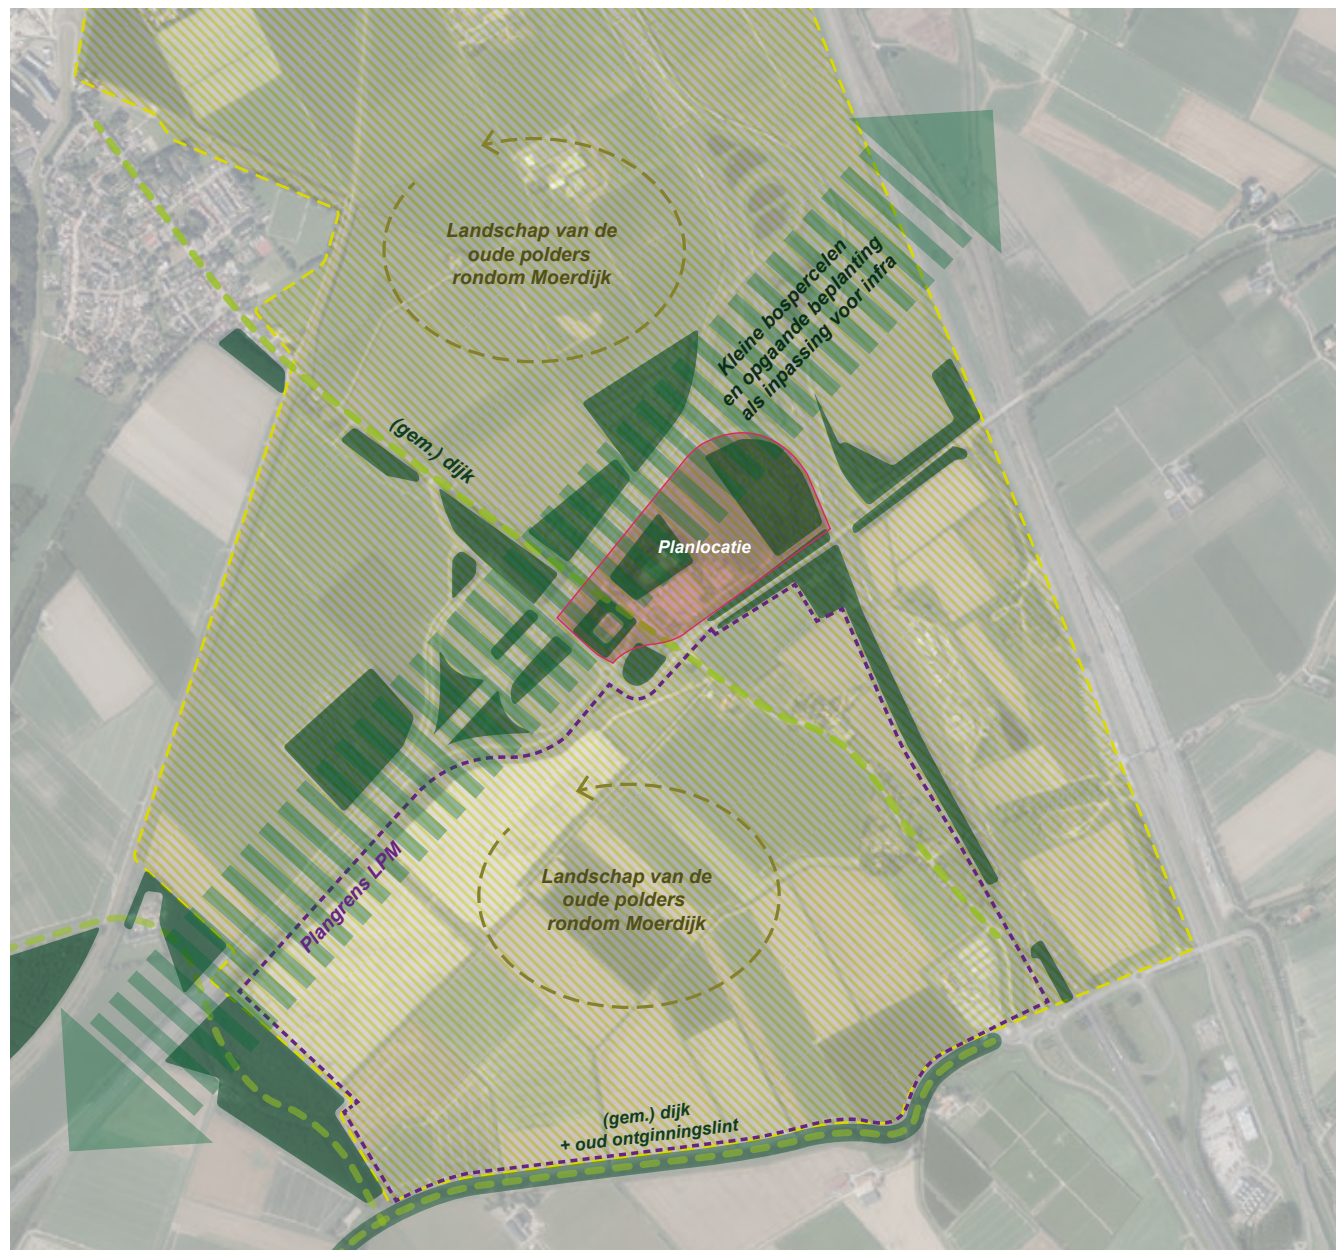 Landschap van de
oude polders
rondom Moerdijk
Kleine bospercelen
en opgaande beplanting
als inpassing voor infra
(gem.) dijk
Planlocatie
Plangrens LPM
Landschap van de
oude polders
rondom Moerdijk
(gem.) dijk
+ oud ontginningslint